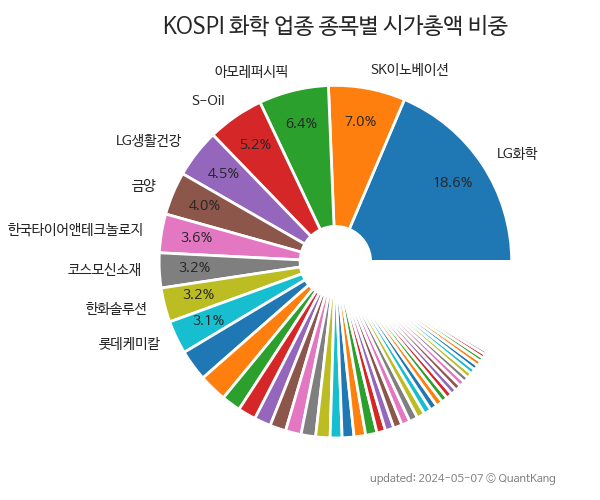 KOSPI 화학 업종 종목별 시가총액 비중
SK이노베이션
7.0%
아모레퍼시픽
6.4%
S-Oil
5.2%
LG생활건강
4.5%
LG화학
18.6%
금양
4.0%
한국타이어앤테크놀로지
3.6%
코스모신소재
3.2%
한화솔루션
3.2%
롯데케미칼
3.1%
updated: 2024-05-07 © QuantKang